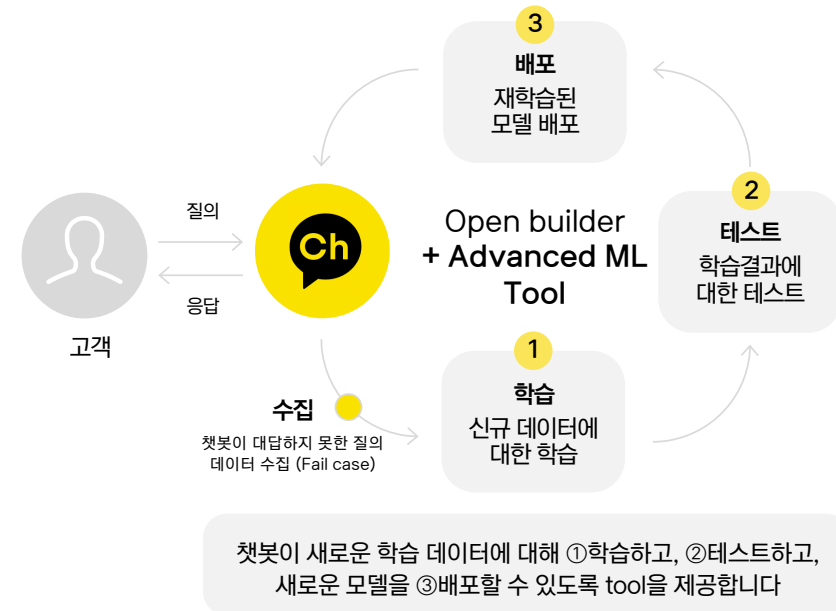 3
배포
재학습된
모델 배포
2
테스트
학습결과에
대한 테스트
질의
응답
고객
Ch
Open builder
+ Advanced ML
Tool
1
학습
신규 데이터에
대한 학습
수집
챗봇이 대답하지 못한 질의
데이터 수집 (Fail case)
챗봇이 새로운 학습 데이터에 대해 ①학습하고, ②테스트하고,
새로운 모델을 ③배포할 수 있도록 tool을 제공합니다